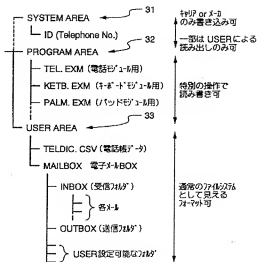 SYSTEM AREA 31
ID (Telephone No.)
ｷｬﾘｱ or ﾒｰｶ
のみ書き込み可
PROGRAM AREA 32
一部は USERによる
読み出しのみ可
TEL. EXM (電話ﾓｼﾞｭｰﾙ用)
KETB. EXM (ｷｰﾎﾞｰﾄﾞﾓｼﾞｭｰﾙ用)
PALM. EXM (ﾊﾟｯﾄﾞﾓｼﾞｭｰﾙ用)
特別の操作で
読み書き可
USER AREA 33
TELDIC. CSV (電話帳ﾃﾞｰﾀ)
MAILBOX 電子ﾒｰﾙBOX
INBOX (受信ﾌｫﾙﾀﾞ)
各ﾒｰﾙ
OUTBOX (送信ﾌｫﾙﾀﾞ)
USER設定可能なﾌｫﾙﾀﾞ
通常のﾌｧｲﾙｼｽﾃﾑ
として見える
ﾌｫｰﾏｯﾄ可